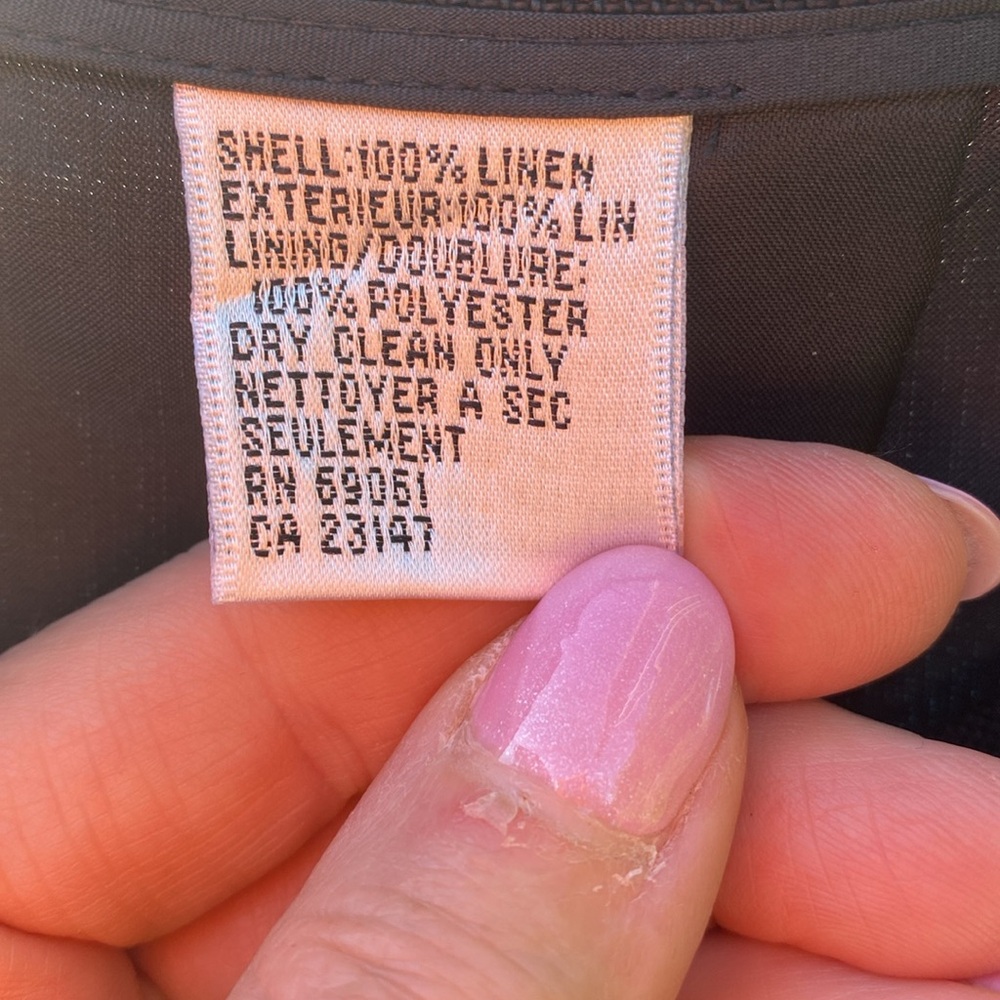 SHELL:100% LINEN
EXTERIEUR:100% LIN
LINING/DOUBLURE:
100% POLYESTER
DRY CLEAN ONLY
NETTOYER A SEC
SEULEMENT
RN
CA 23147